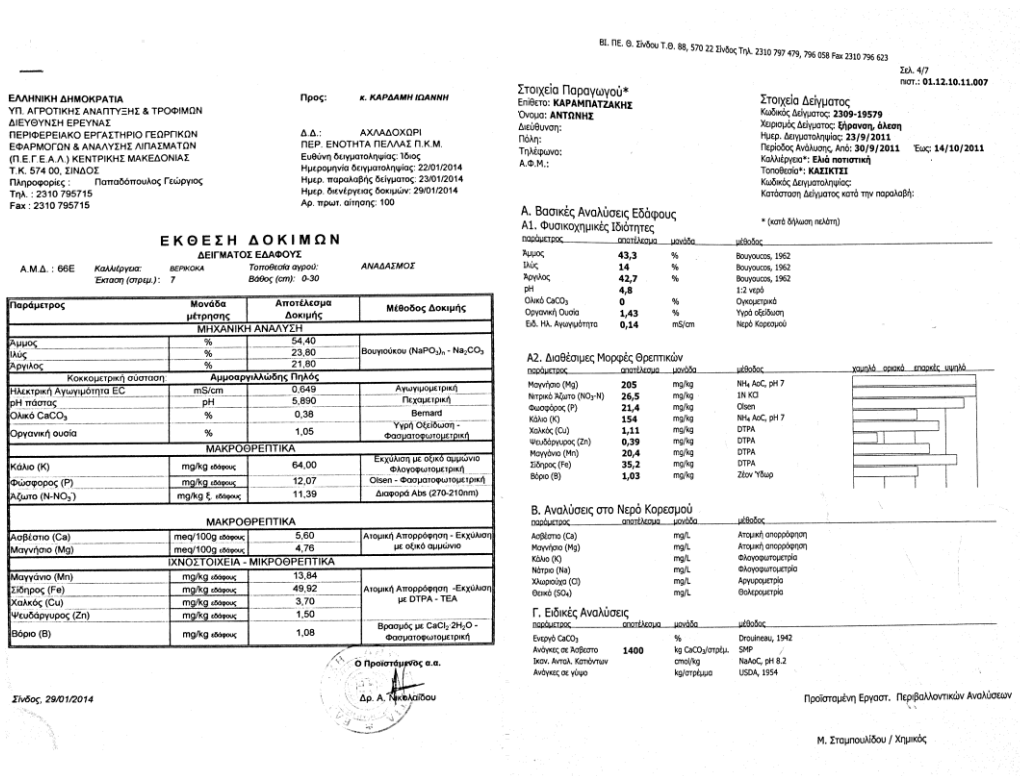 ΕΛΛΗΝΙΚΗ ΔΗΜΟΚΡΑΤΙΑ
ΥΠ. ΑΓΡΟΤΙΚΗΣ ΑΝΑΠΤΥΞΗΣ & ΤΡΟΦΙΜΩΝ
ΔΙΕΥΘΥΝΣΗ ΕΡΕΥΝΑΣ
ΠΕΡΙΦΕΡΕΙΑΚΟ ΕΡΓΑΣΤΗΡΙΟ ΓΕΩΡΓΙΚΩΝ
ΕΦΑΡΜΟΓΩΝ & ΑΝΑΛΥΣΗΣ ΛΙΠΑΣΜΑΤΩΝ
(Π.Ε.Γ.Ε.Α.Λ.) ΚΕΝΤΡΙΚΗΣ ΜΑΚΕΔΟΝΙΑΣ
Τ.Κ. 574 00, ΣΙΝΔΟΣ
Πληροφορίες : Παπαδόπουλος Γεώργιος
Τηλ. : 2310 795715
Fax : 2310 795715
Προς: κ. ΚΑΡΔΑΜΗ ΙΩΑΝΝΗ
Δ.Δ.: ΑΧΛΑΔΟΧΩΡΙ
ΠΕΡ. ΕΝΟΤΗΤΑ ΠΕΛΛΑΣ Π.Κ.Μ.
Ευθύνη δειγματοληψίας: Ίδιος
Ημερομηνία δειγματοληψίας: 22/01/2014
Ημερ. παραλαβής δείγματος: 23/01/2014
Ημερ. διενέργειας δοκιμών: 29/01/2014
Αρ. πρωτ. αίτησης: 100
ΕΚΘΕΣΗ ΔΟΚΙΜΩΝ
ΔΕΙΓΜΑΤΟΣ ΕΔΑΦΟΥΣ
Α.Μ.Δ. : 66Ε Καλλιέργεια: ΒΕΡΙΚΟΚΑ Τοποθεσία αγρού: ΑΝΑΔΑΣΜΟΣ
Έκταση (στρεμ.) : 7 Βάθος (cm): 0-30
Παράμετρος Μονάδα μέτρησης Αποτέλεσμα Δοκιμής Μέθοδος Δοκιμής
ΜΗΧΑΝΙΚΗ ΑΝΑΛΥΣΗ
Άμμος % 54,40
Ιλύς % 23,80 Βουγιούκου (NaPO3)n - Na2CO3
Άργιλος % 21,80
Κοκκομετρική σύσταση: Αμμοαργιλλώδης Πηλός
Ηλεκτρική Αγωγιμότητα EC mS/cm 0,649 Αγωγιμομετρική
pH πάστας pH 5,890 Πεχαμετρική
Ολικό CaCO3 % 0,38 Bernard
Οργανική ουσία % 1,05 Υγρή Οξείδωση - Φασματοφωτομετρική
ΜΑΚΡΟΘΡΕΠΤΙΚΑ
Κάλιο (K) mg/kg εδάφους 64,00 Εκχύλιση με οξικό αμμώνιο Φλογοφωτομετρική
Φώσφορος (P) mg/kg εδάφους 12,07 Olsen - Φασματοφωτομετρική
Άζωτο (N-NO3-) mg/kg ξ. εδάφους 11,39 Διαφορά Abs (270-210nm)
ΜΑΚΡΟΘΡΕΠΤΙΚΑ
Ασβέστιο (Ca) meq/100g εδάφους 5,60 Ατομική Απορρόφηση - Εκχύλιση
Μαγνήσιο (Mg) meq/100g εδάφους 4,76 με οξικό αμμώνιο
ΙΧΝΟΣΤΟΙΧΕΙΑ - ΜΙΚΡΟΘΡΕΠΤΙΚΑ
Μαγγάνιο (Mn) mg/kg εδάφους 13,84
Σίδηρος (Fe) mg/kg εδάφους 49,92 Ατομική Απορρόφηση -Εκχύλιση
Χαλκός (Cu) mg/kg εδάφους 3,70 με DTPA - TEA
Ψευδάργυρος (Zn) mg/kg εδάφους 1,50
Βόριο (B) mg/kg εδάφους 1,08 Βρασμός με CaCl2·2H2O - Φασματοφωτομετρική
Ο Προϊστάμενος α.α.
Δρ. Α. Νικολαΐδου
Σίνδος, 29/01/2014
ΒΙ. ΠΕ. Θ. Σίνδου Τ.Θ. 88, 570 22 Σίνδος Τηλ. 2310 797 479, 796 058 Fax 2310 796 623
Σελ. 4/7
πιστ.: 01.12.10.11.007
Στοιχεία Παραγωγού*
Επίθετο: ΚΑΡΑΜΠΑΤΖΑΚΗΣ
Όνομα: ΑΝΤΩΝΗΣ
Διεύθυνση:
Πόλη:
Τηλέφωνο:
Α.Φ.Μ.:
Στοιχεία Δείγματος
Κωδικός Δείγματος: 2309-19579
Χειρισμός Δείγματος: ξήρανση, άλεση
Ημερ. Δειγματοληψίας: 23/9/2011
Περίοδος Ανάλυσης, Από: 30/9/2011 Έως: 14/10/2011
Καλλιέργεια*: Ελιά ποτιστική
Τοποθεσία*: ΚΑΣΙΚΤΣΙ
Κωδικός Δειγματοληψίας:
Κατάσταση Δείγματος κατά την παραλαβή:
* (κατά δήλωση πελάτη)
Α. Βασικές Αναλύσεις Εδάφους
Α1. Φυσικοχημικές Ιδιότητες
παράμετρος αποτέλεσμα μονάδα μέθοδος
Άμμος 43,3 % Bouyoucos, 1962
Ιλύς 14 % Bouyoucos, 1962
Άργιλος 42,7 % Bouyoucos, 1962
pH 4,8 1:2 νερό
Ολικό CaCO3 0 % Ογκομετρικά
Οργανική Ουσία 1,43 % Υγρά οξείδωση
Ειδ. Ηλ. Αγωγιμότητα 0,14 mS/cm Νερό Κορεσμού
Α2. Διαθέσιμες Μορφές Θρεπτικών
παράμετρος αποτέλεσμα μονάδα μέθοδος χαμηλό οριακό επαρκές υψηλό
Μαγνήσιο (Mg) 205 mg/kg NH4 AoC, pH 7
Νιτρικό Άζωτο (NO3-N) 26,5 mg/kg 1N KCl
Φωσφόρος (P) 21,4 mg/kg Olsen
Κάλιο (K) 154 mg/kg NH4 AoC, pH 7
Χαλκός (Cu) 1,11 mg/kg DTPA
Ψευδάργυρος (Zn) 0,39 mg/kg DTPA
Μαγγάνιο (Mn) 20,4 mg/kg DTPA
Σίδηρος (Fe) 35,2 mg/kg DTPA
Βόριο (B) 1,03 mg/kg Ζέον Ύδωρ
Β. Αναλύσεις στο Νερό Κορεσμού
παράμετρος αποτέλεσμα μονάδα μέθοδος
Ασβέστιο (Ca) mg/L Ατομική απορρόφηση
Μαγνήσιο (Mg) mg/L Ατομική απορρόφηση
Κάλιο (K) mg/L Φλογοφωτομετρία
Νάτριο (Na) mg/L Φλογοφωτομετρία
Χλωριούχα (Cl) mg/L Αργυρομετρία
Θειικό (SO4) mg/L Θολερομετρία
Γ. Ειδικές Αναλύσεις
παράμετρος αποτέλεσμα μονάδα μέθοδος
Ενεργό CaCO3 % Drouineau, 1942
Ανάγκες σε Άσβεστο 1400 kg CaCO3/στρέμ. SMP
Ικαν. Ανταλ. Κατιόντων cmol/kg NaAoC, pH 8.2
Ανάγκες σε γύψο kg/στρέμμα USDA, 1954
Προϊσταμένη Εργαστ. Περιβαλλοντικών Αναλύσεων
Μ. Σταμπουλίδου / Χημικός